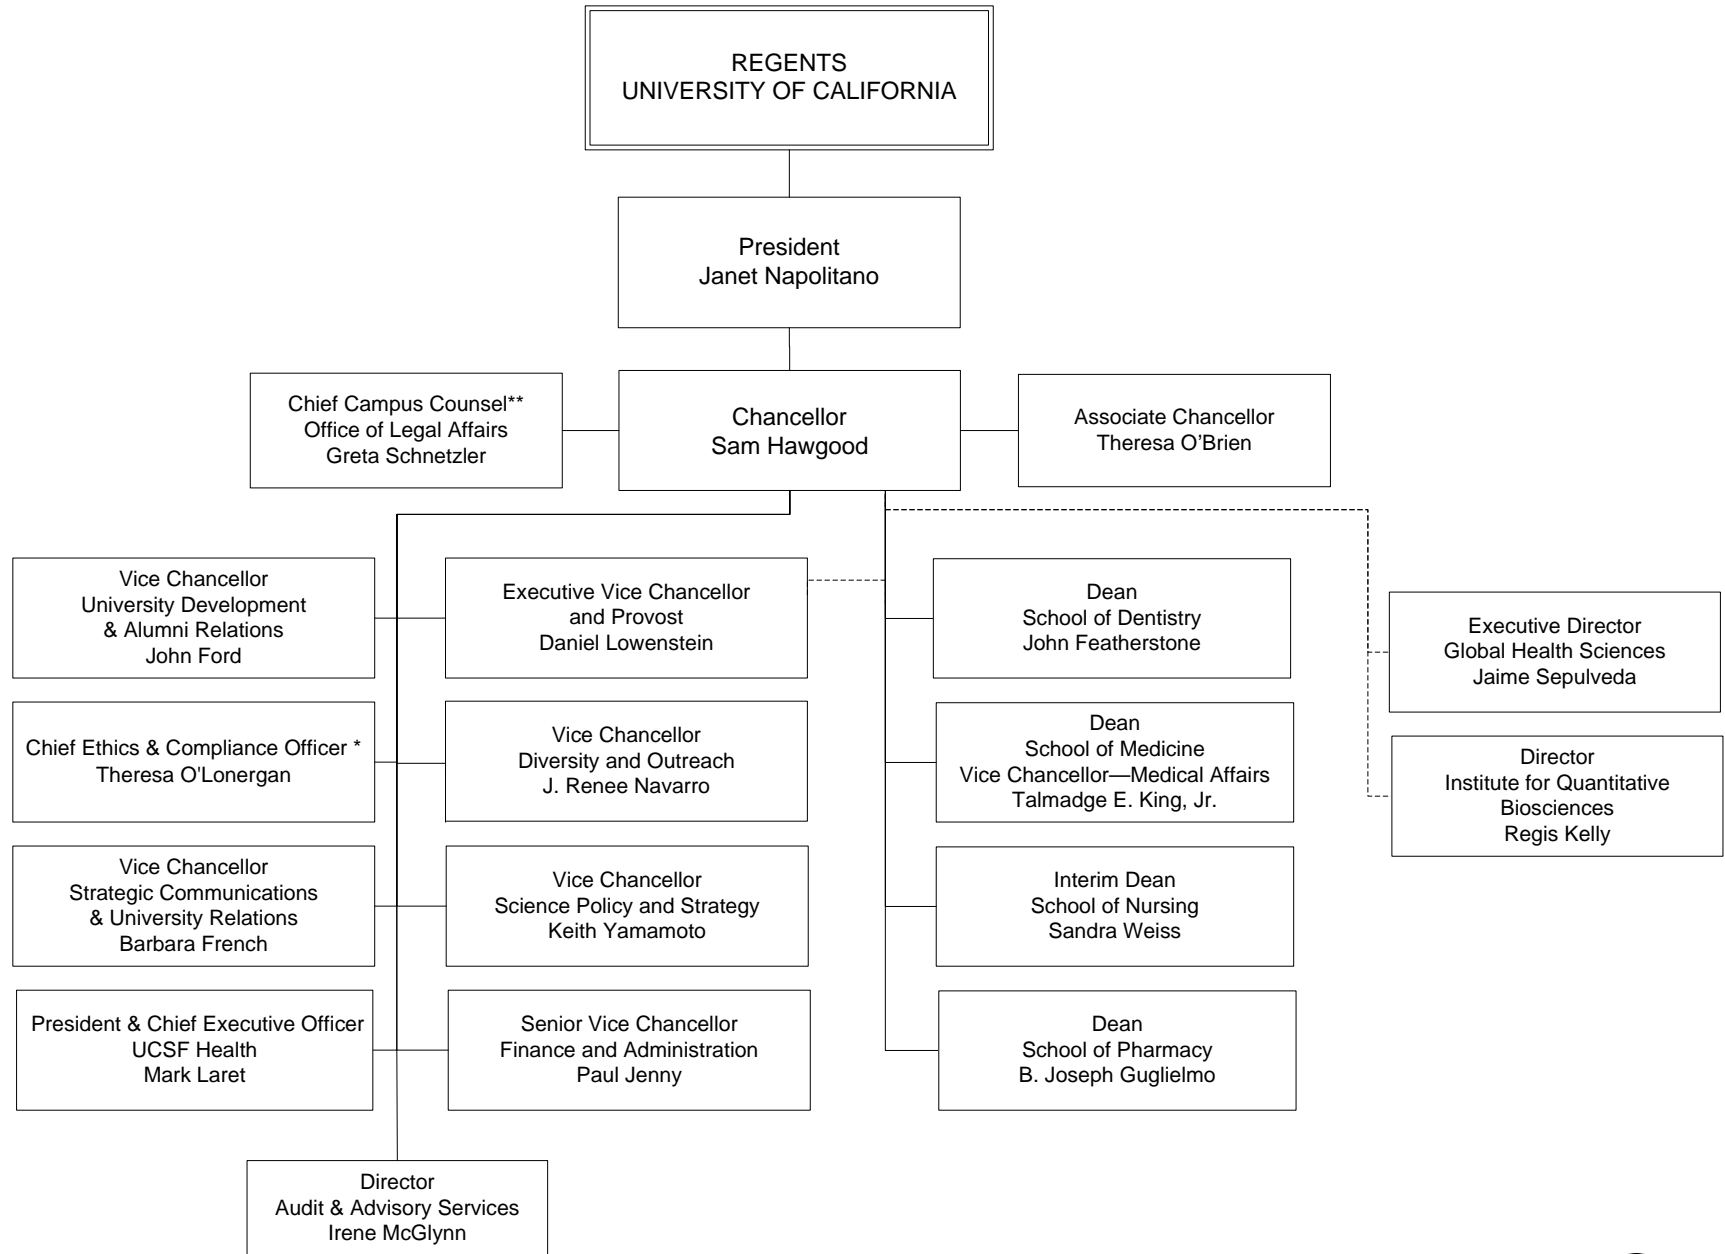 REGENTS
UNIVERSITY OF CALIFORNIA
President
Janet Napolitano
Chief Campus Counsel**
Office of Legal Affairs
Greta Schnetzler
Chancellor
Sam Hawgood
Associate Chancellor
Theresa O’Brien
Vice Chancellor
University Development
& Alumni Relations
John Ford
Executive Vice Chancellor
and Provost
Daniel Lowenstein
Dean
School of Dentistry
John Featherstone
Executive Director
Global Health Sciences
Jaime Sepulveda
Chief Ethics & Compliance Officer *
Theresa O'Lonergan
Vice Chancellor
Diversity and Outreach
J. Renee Navarro
Dean
School of Medicine
Vice Chancellor—Medical Affairs
Talmadge E. King, Jr.
Director
Institute for Quantitative
Biosciences
Regis Kelly
Vice Chancellor
Strategic Communications
& University Relations
Barbara French
Vice Chancellor
Science Policy and Strategy
Keith Yamamoto
Interim Dean
School of Nursing
Sandra Weiss
President & Chief Executive Officer
UCSF Health
Mark Laret
Senior Vice Chancellor
Finance and Administration
Paul Jenny
Dean
School of Pharmacy
B. Joseph Guglielmo
Director
Audit & Advisory Services
Irene McGlynn